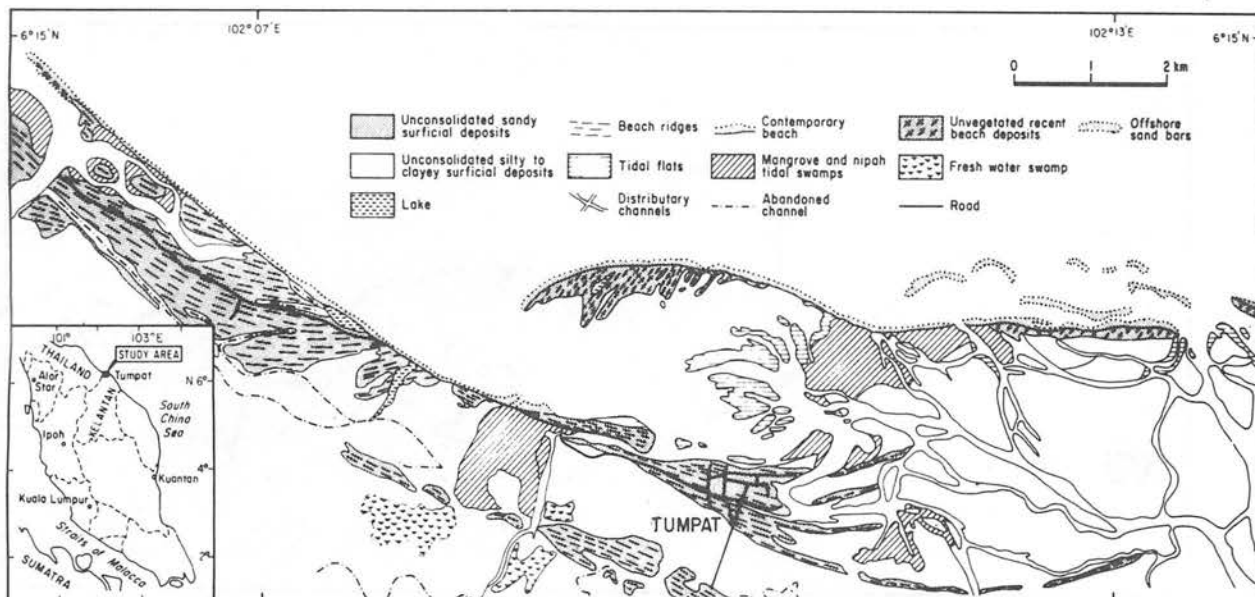 6°15'N
102°07'E
102°13'E
6°15'N
0 1 2 km
Unconsolidated sandy
surficial deposits
Beach ridges
Contemporary
beach
Unvegetated recent
beach deposits
Offshore
sand bars
Unconsolidated silty to
clayey surficial deposits
Tidal flats
Mangrove and nipah
tidal swamps
Fresh water swamp
Lake
Distributary
channels
Abandoned
channel
Road
101°
103°E
THAILAND
STUDY AREA
Tumpat
N 6°
Alor
Star
KELANTAN
South
China
Sea
Ipoh
4°
Kuantan
Kuala Lumpur
Straits of Malacca
2°
SUMATRA
TUMPAT